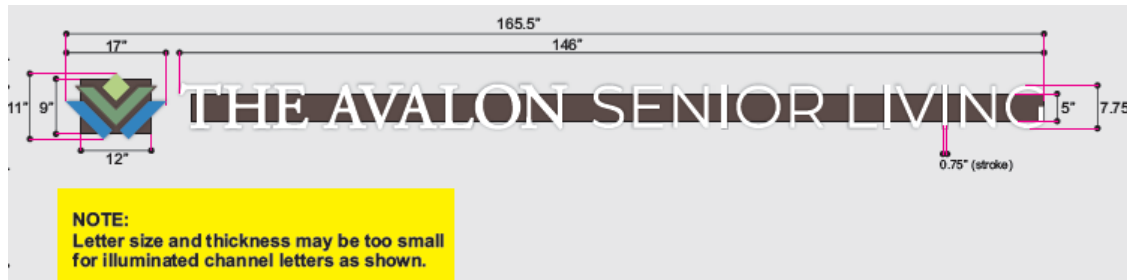 165.5"
17"
146"
11"
9"
THE AVALON SENIOR LIVING
5"
7.75
12"
0.75" (stroke)
NOTE:
Letter size and thickness may be too small
for illuminated channel letters as shown.